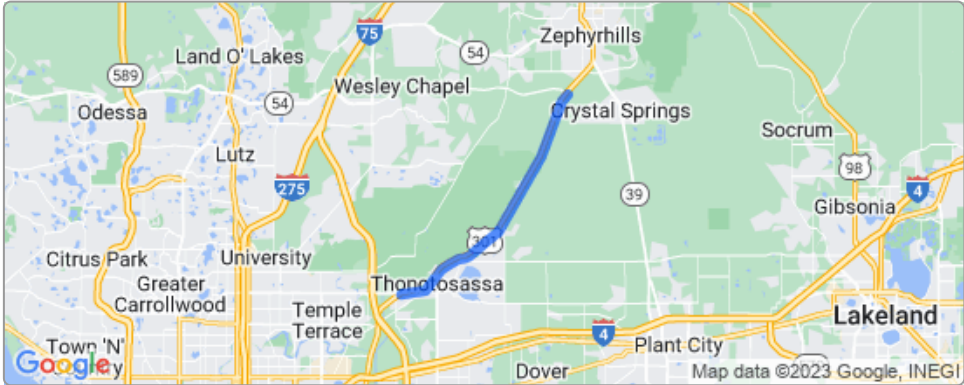 75
Zephyrhills
Land O' Lakes
54
589
Wesley Chapel
54
Odessa
Crystal Springs
Socrum
Lutz
98
275
39
4
Gibsonia
301
Citrus Park
University
Thonotosassa
Greater
Carrollwood
Temple
Terrace
Lakeland
4
Town 'N'
Plant City
Google
Dover
Map data ©2023 Google, INEGI